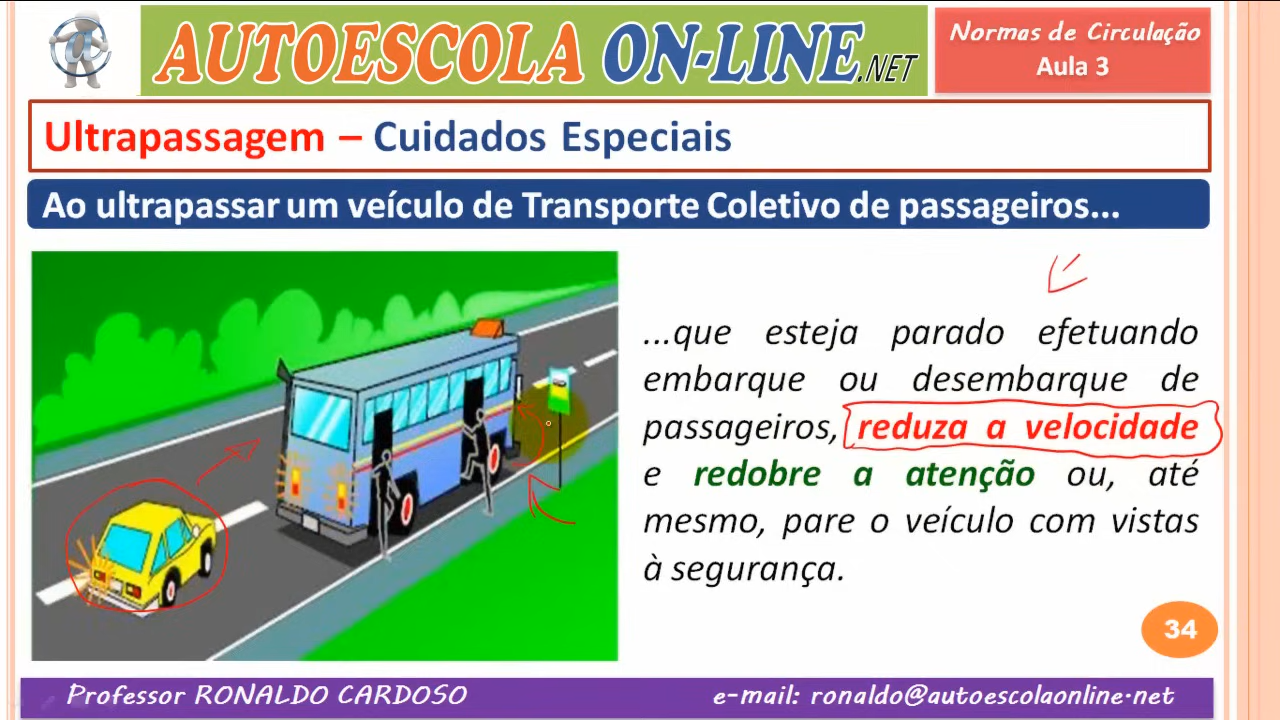 AUTOESCOLA ON-LINE.NET
Normas de Circulação
Aula 3
Ultrapassagem – Cuidados Especiais
Ao ultrapassar um veículo de Transporte Coletivo de passageiros...
...que esteja parado efetuando
embarque ou desembarque de
passageiros, reduza a velocidade
e redobre a atenção ou, até
mesmo, pare o veículo com vistas
à segurança.
34
Professor RONALDO CARDOSO
e-mail: ronaldo@autoescolaonline.net